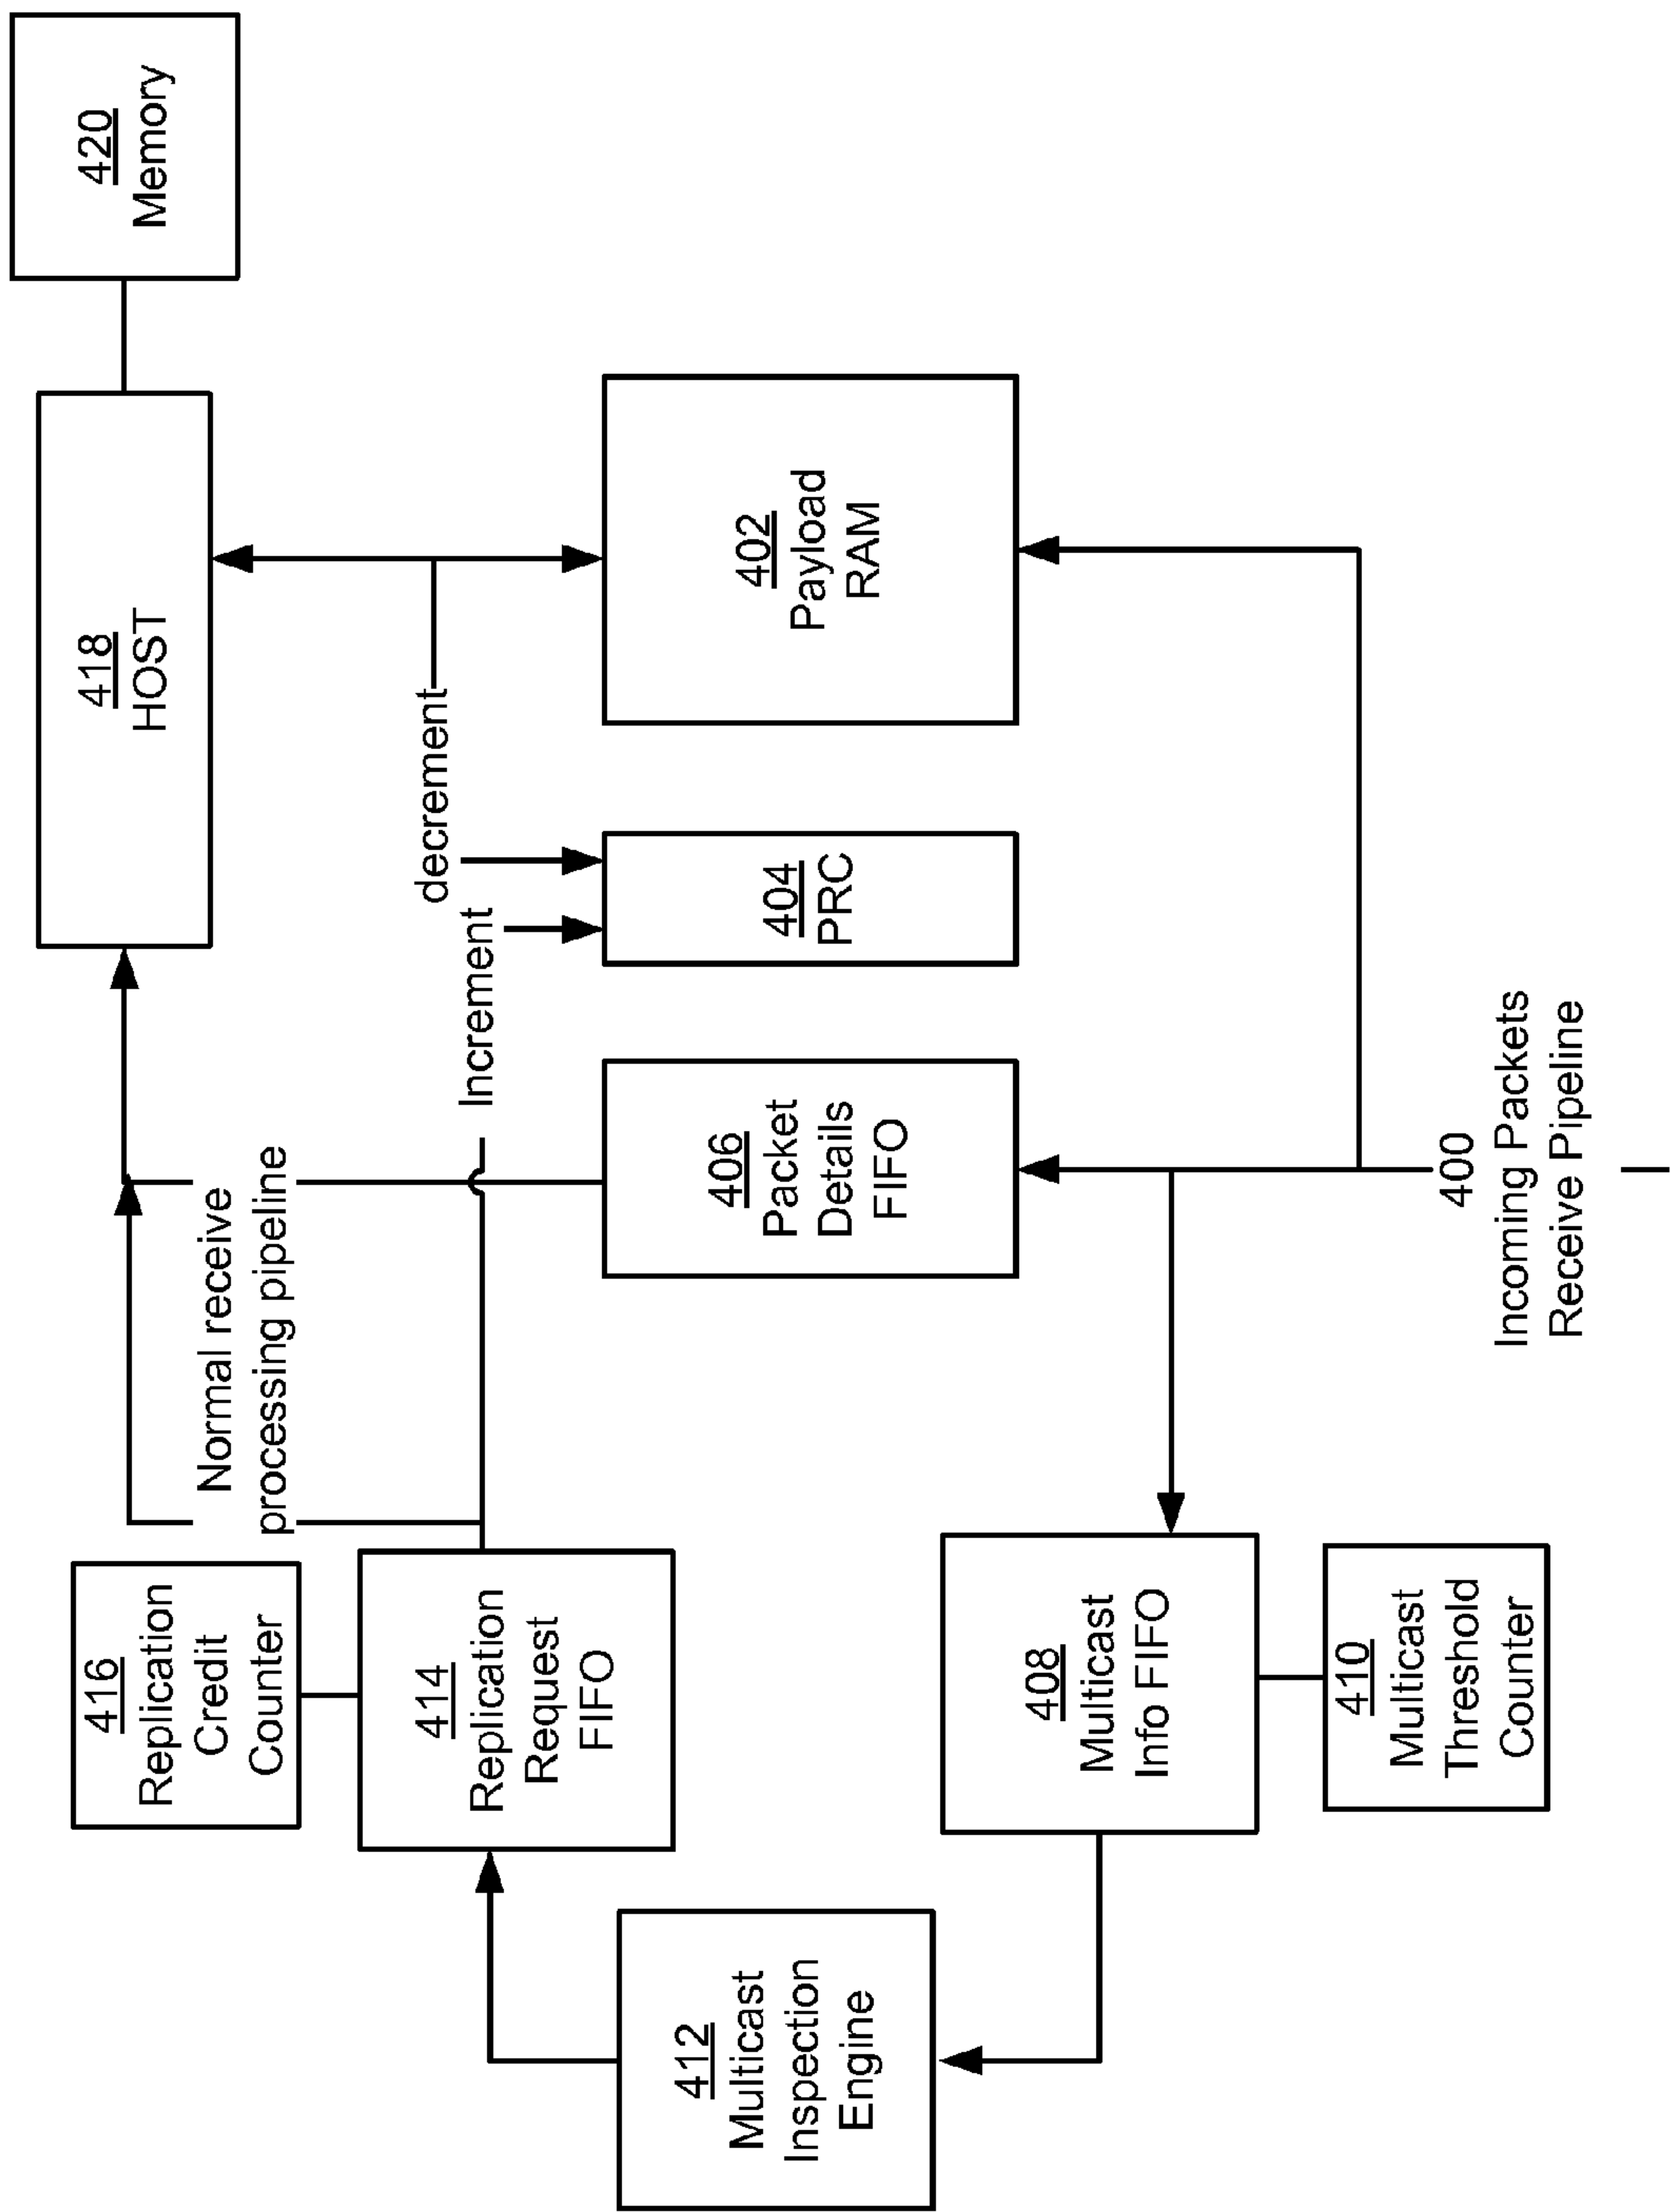 416
Replication
Credit
Counter
Normal receive
processing pipeline
418
HOST
420
Memory
414
Replication
Request
FIFO
Increment
decrement
412
Multicast
Inspection
Engine
406
Packet
Details
FIFO
404
PRC
402
Payload
RAM
408
Multicast
Info FIFO
410
Multicast
Threshold
Counter
400
Incoming Packets
Receive Pipeline